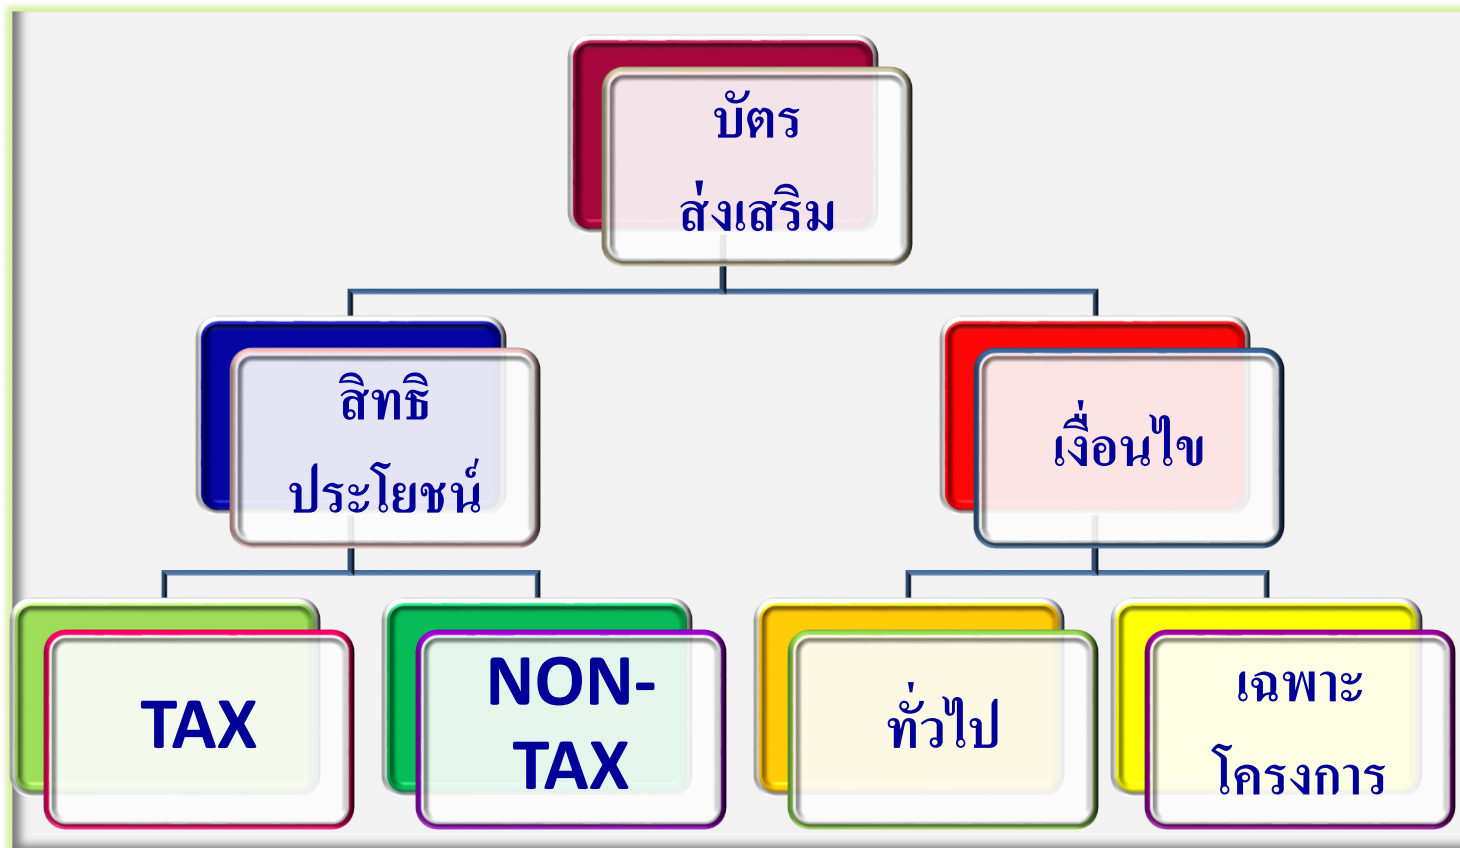 บัตร
ส่งเสริม
สิทธิ
ประโยชน์
เงื่อนไข
TAX
NON-
TAX
ทั่วไป
เฉพาะ
โครงการ